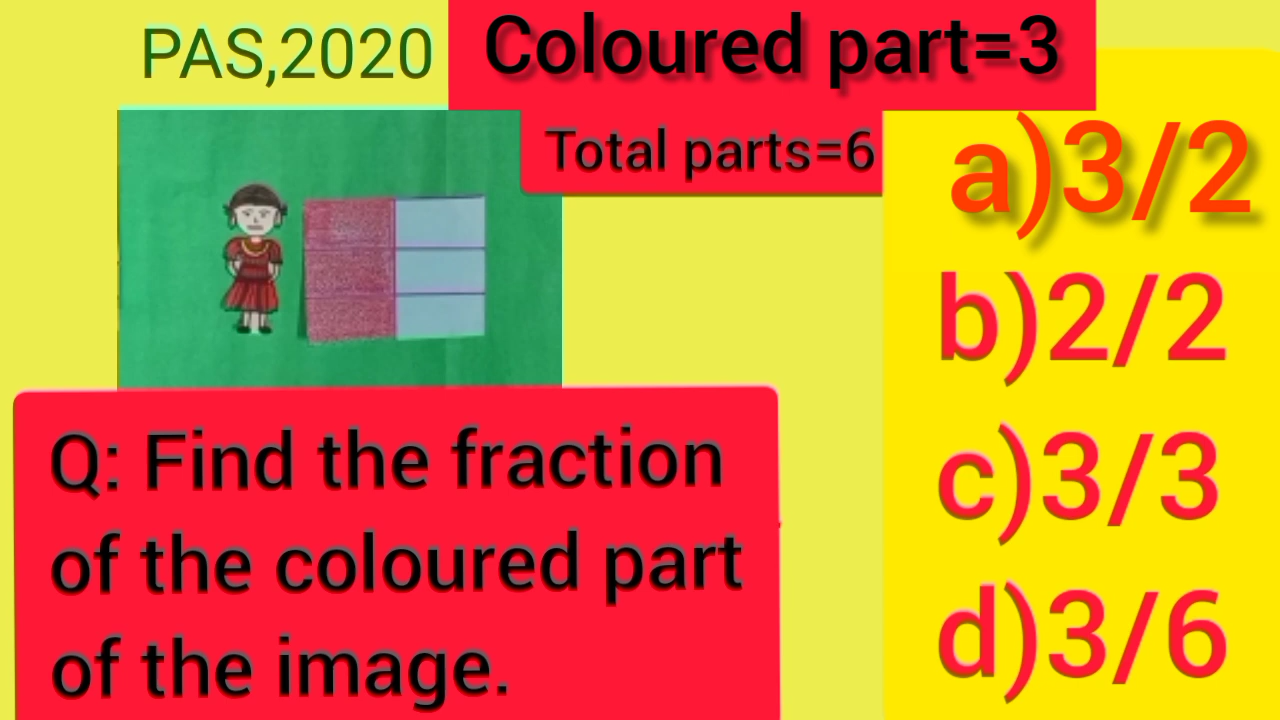 PAS,2020
Coloured part=3
Total parts=6
Q: Find the fraction
of the coloured part
of the image.
a)3/2
b)2/2
c)3/3
d)3/6